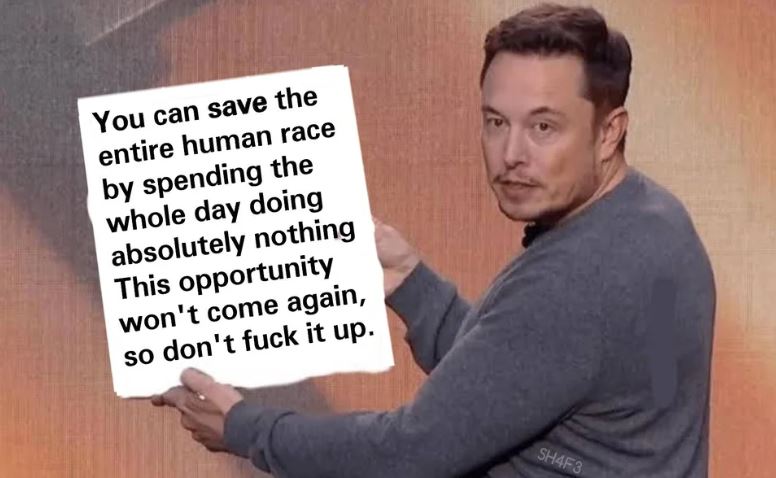 You can save the
entire human race
by spending the
whole day doing
absolutely nothing
This opportunity
won't come again,
so don't fuck it up.
SH4F3